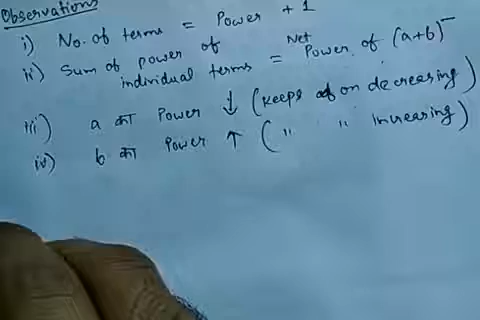 Observations
i) No. of terms = Power + 1
ii) Sum of power of individual terms = Net Power of (a+b)
iii) a का Power ↓ (Keeps on decreasing)
iv) b का Power ↑ ( " " increasing)